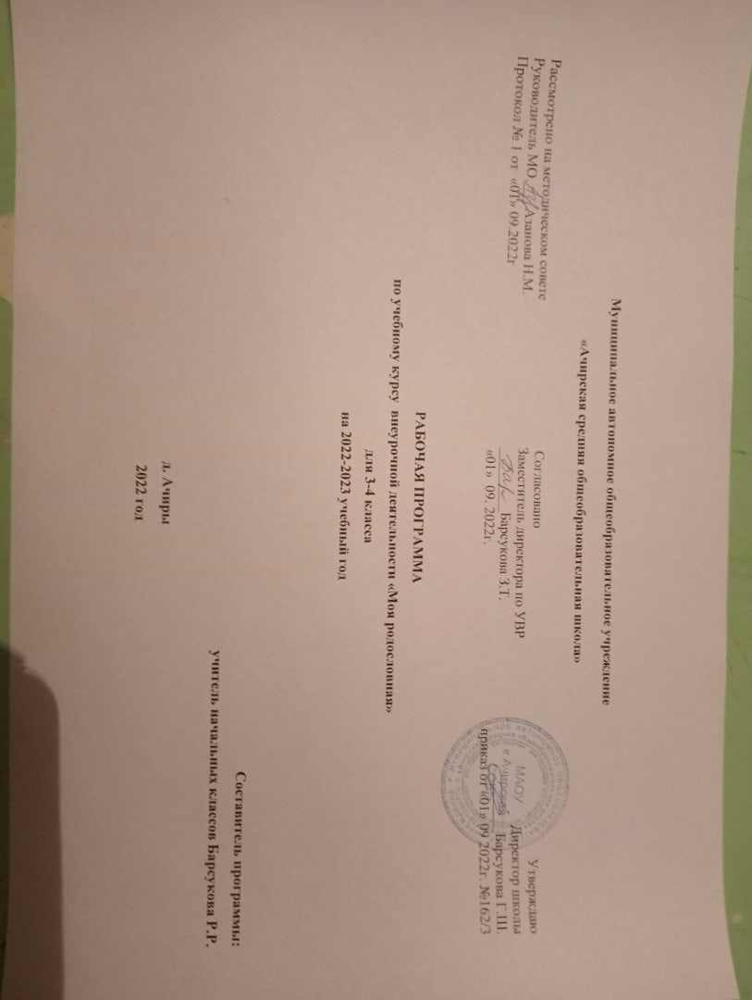 Муниципальное автономное общеобразовательное учреждение
«Ачирская средняя общеобразовательная школа»
Рассмотрено на методическом совете
Руководитель МО Азанова Н.М.
Протокол № 1 от «01» 09.2022г
Согласовано
Заместитель директора по УВР
Барсукова З.Т.
«01» 09. 2022г.
Утверждаю
Директор школы
Барсукова Г.Ш.
приказ от «01» 09 2022г. №162/3
МАОУ
«Ачирская
РАБОЧАЯ ПРОГРАММА
по учебному курсу внеурочной деятельности «Моя родословная»
для 3-4 класса
на 2022-2023 учебный год
Составитель программы:
учитель начальных классов Барсукова Р.Р.
д. Ачиры
2022 год